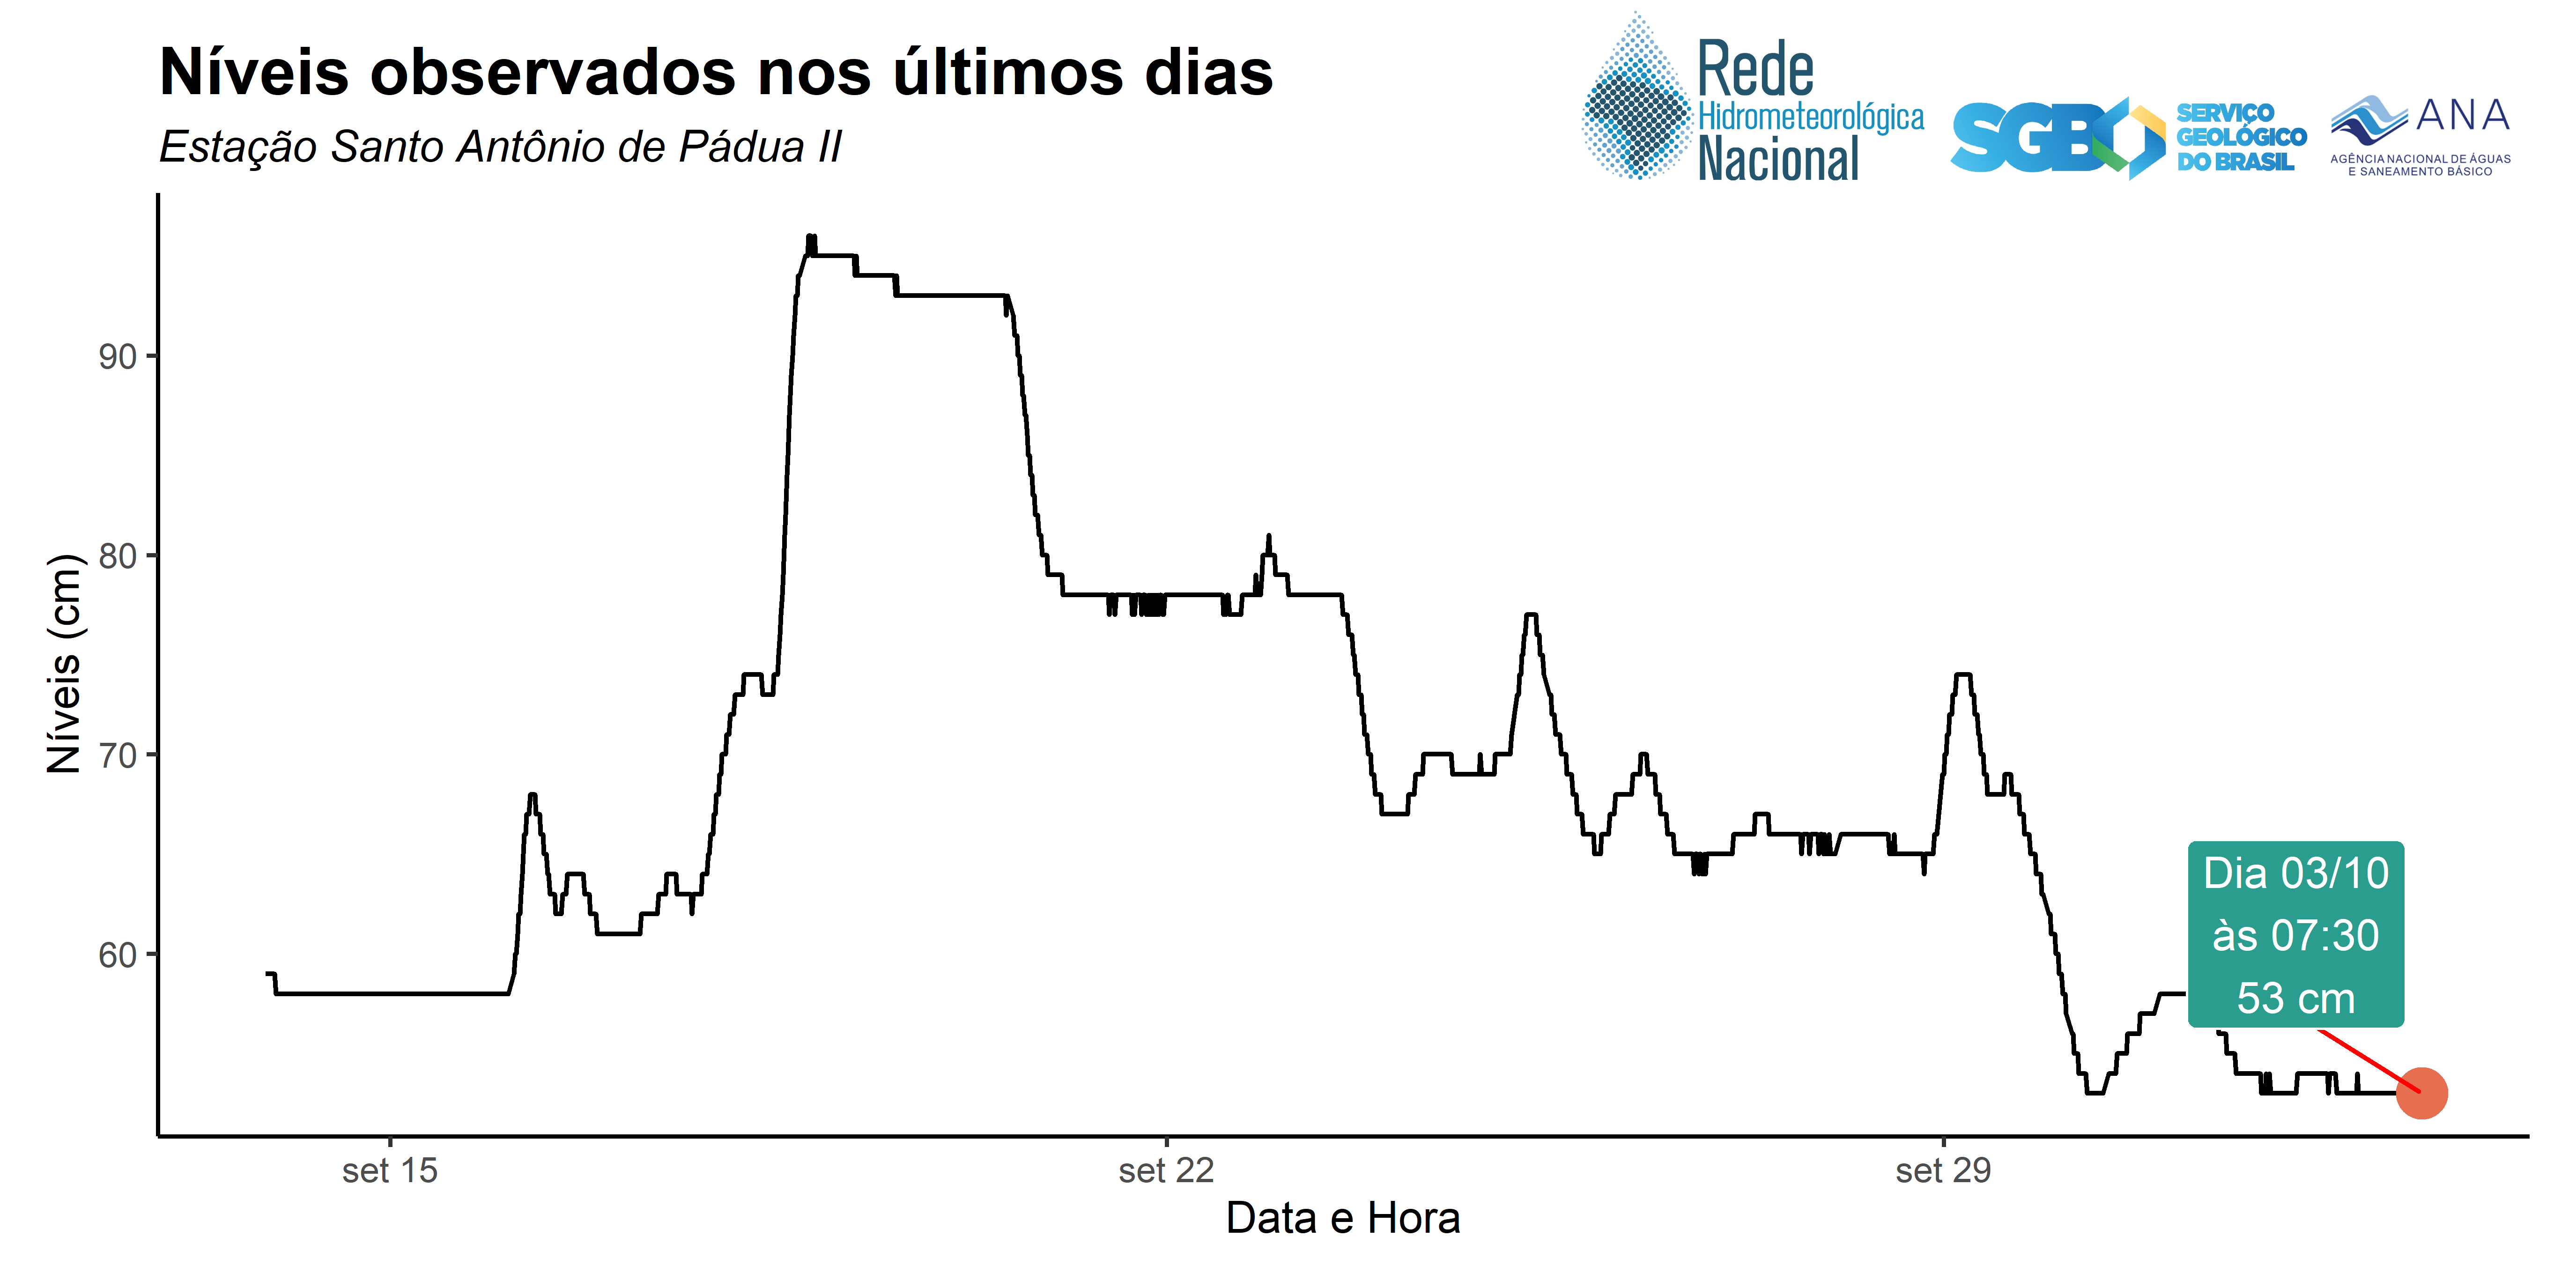 Níveis observados nos últimos dias
Estação Santo Antônio de Pádua II
Rede
Hidrometeorológica
Nacional
SGB
SERVIÇO
GEOLÓGICO
DO BRASIL
ANA
AGÊNCIA NACIONAL DE ÁGUAS
E SANEAMENTO BÁSICO
Níveis (cm)
90
80
70
60
Dia 03/10
às 07:30
53 cm
set 15
set 22
set 29
Data e Hora